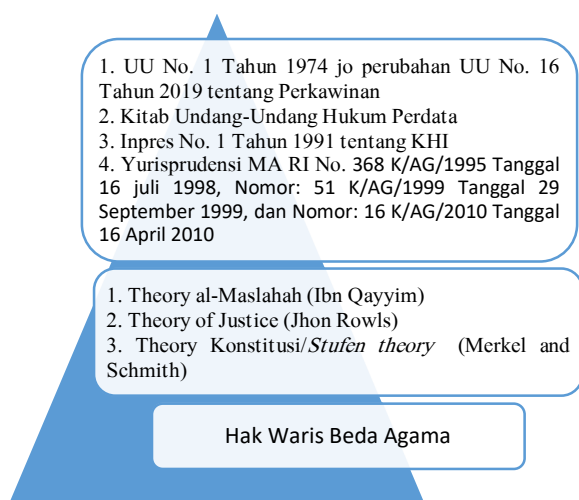 1. UU No. 1 Tahun 1974 jo perubahan UU No. 16
Tahun 2019 tentang Perkawinan
2. Kitab Undang-Undang Hukum Perdata
3. Inpres No. 1 Tahun 1991 tentang KHI
4. Yurisprudensi MA RI No. 368 K/AG/1995 Tanggal
16 juli 1998, Nomor: 51 K/AG/1999 Tanggal 29
September 1999, dan Nomor: 16 K/AG/2010 Tanggal
16 April 2010
1. Theory al-Maslahah (Ibn Qayyim)
2. Theory of Justice (Jhon Rowls)
3. Theory Konstitusi/Stufen theory (Merkel and
Schmith)
Hak Waris Beda Agama